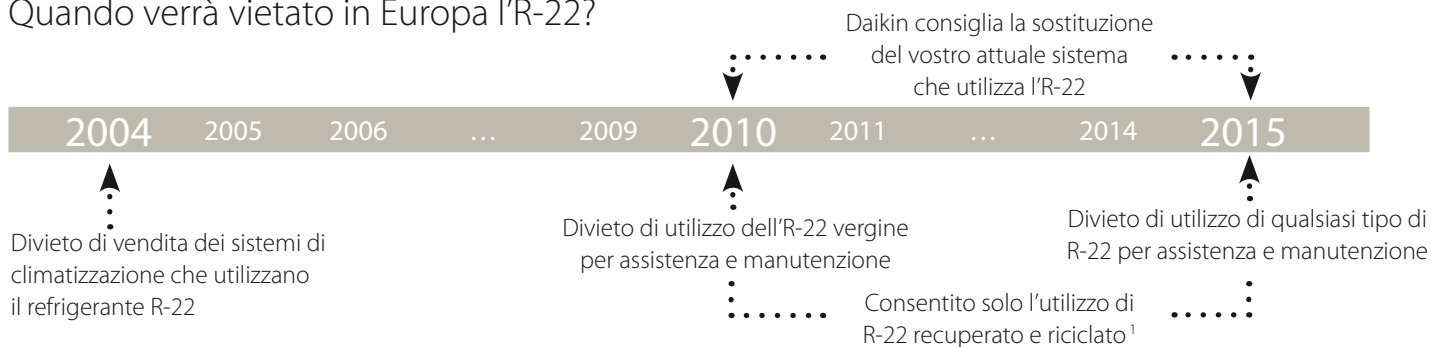 Quando verrà vietato in Europa l'R-22?
Daikin consiglia la sostituzione
del vostro attuale sistema
che utilizza l'R-22
2004 2005 2006 ... 2009 2010 2011 ... 2014 2015
Divieto di vendita dei sistemi di
climatizzazione che utilizzano
il refrigerante R-22
Divieto di utilizzo dell'R-22 vergine
per assistenza e manutenzione
Divieto di utilizzo di qualsiasi tipo di
R-22 per assistenza e manutenzione
Consentito solo l'utilizzo di
R-22 recuperato e riciclato ¹